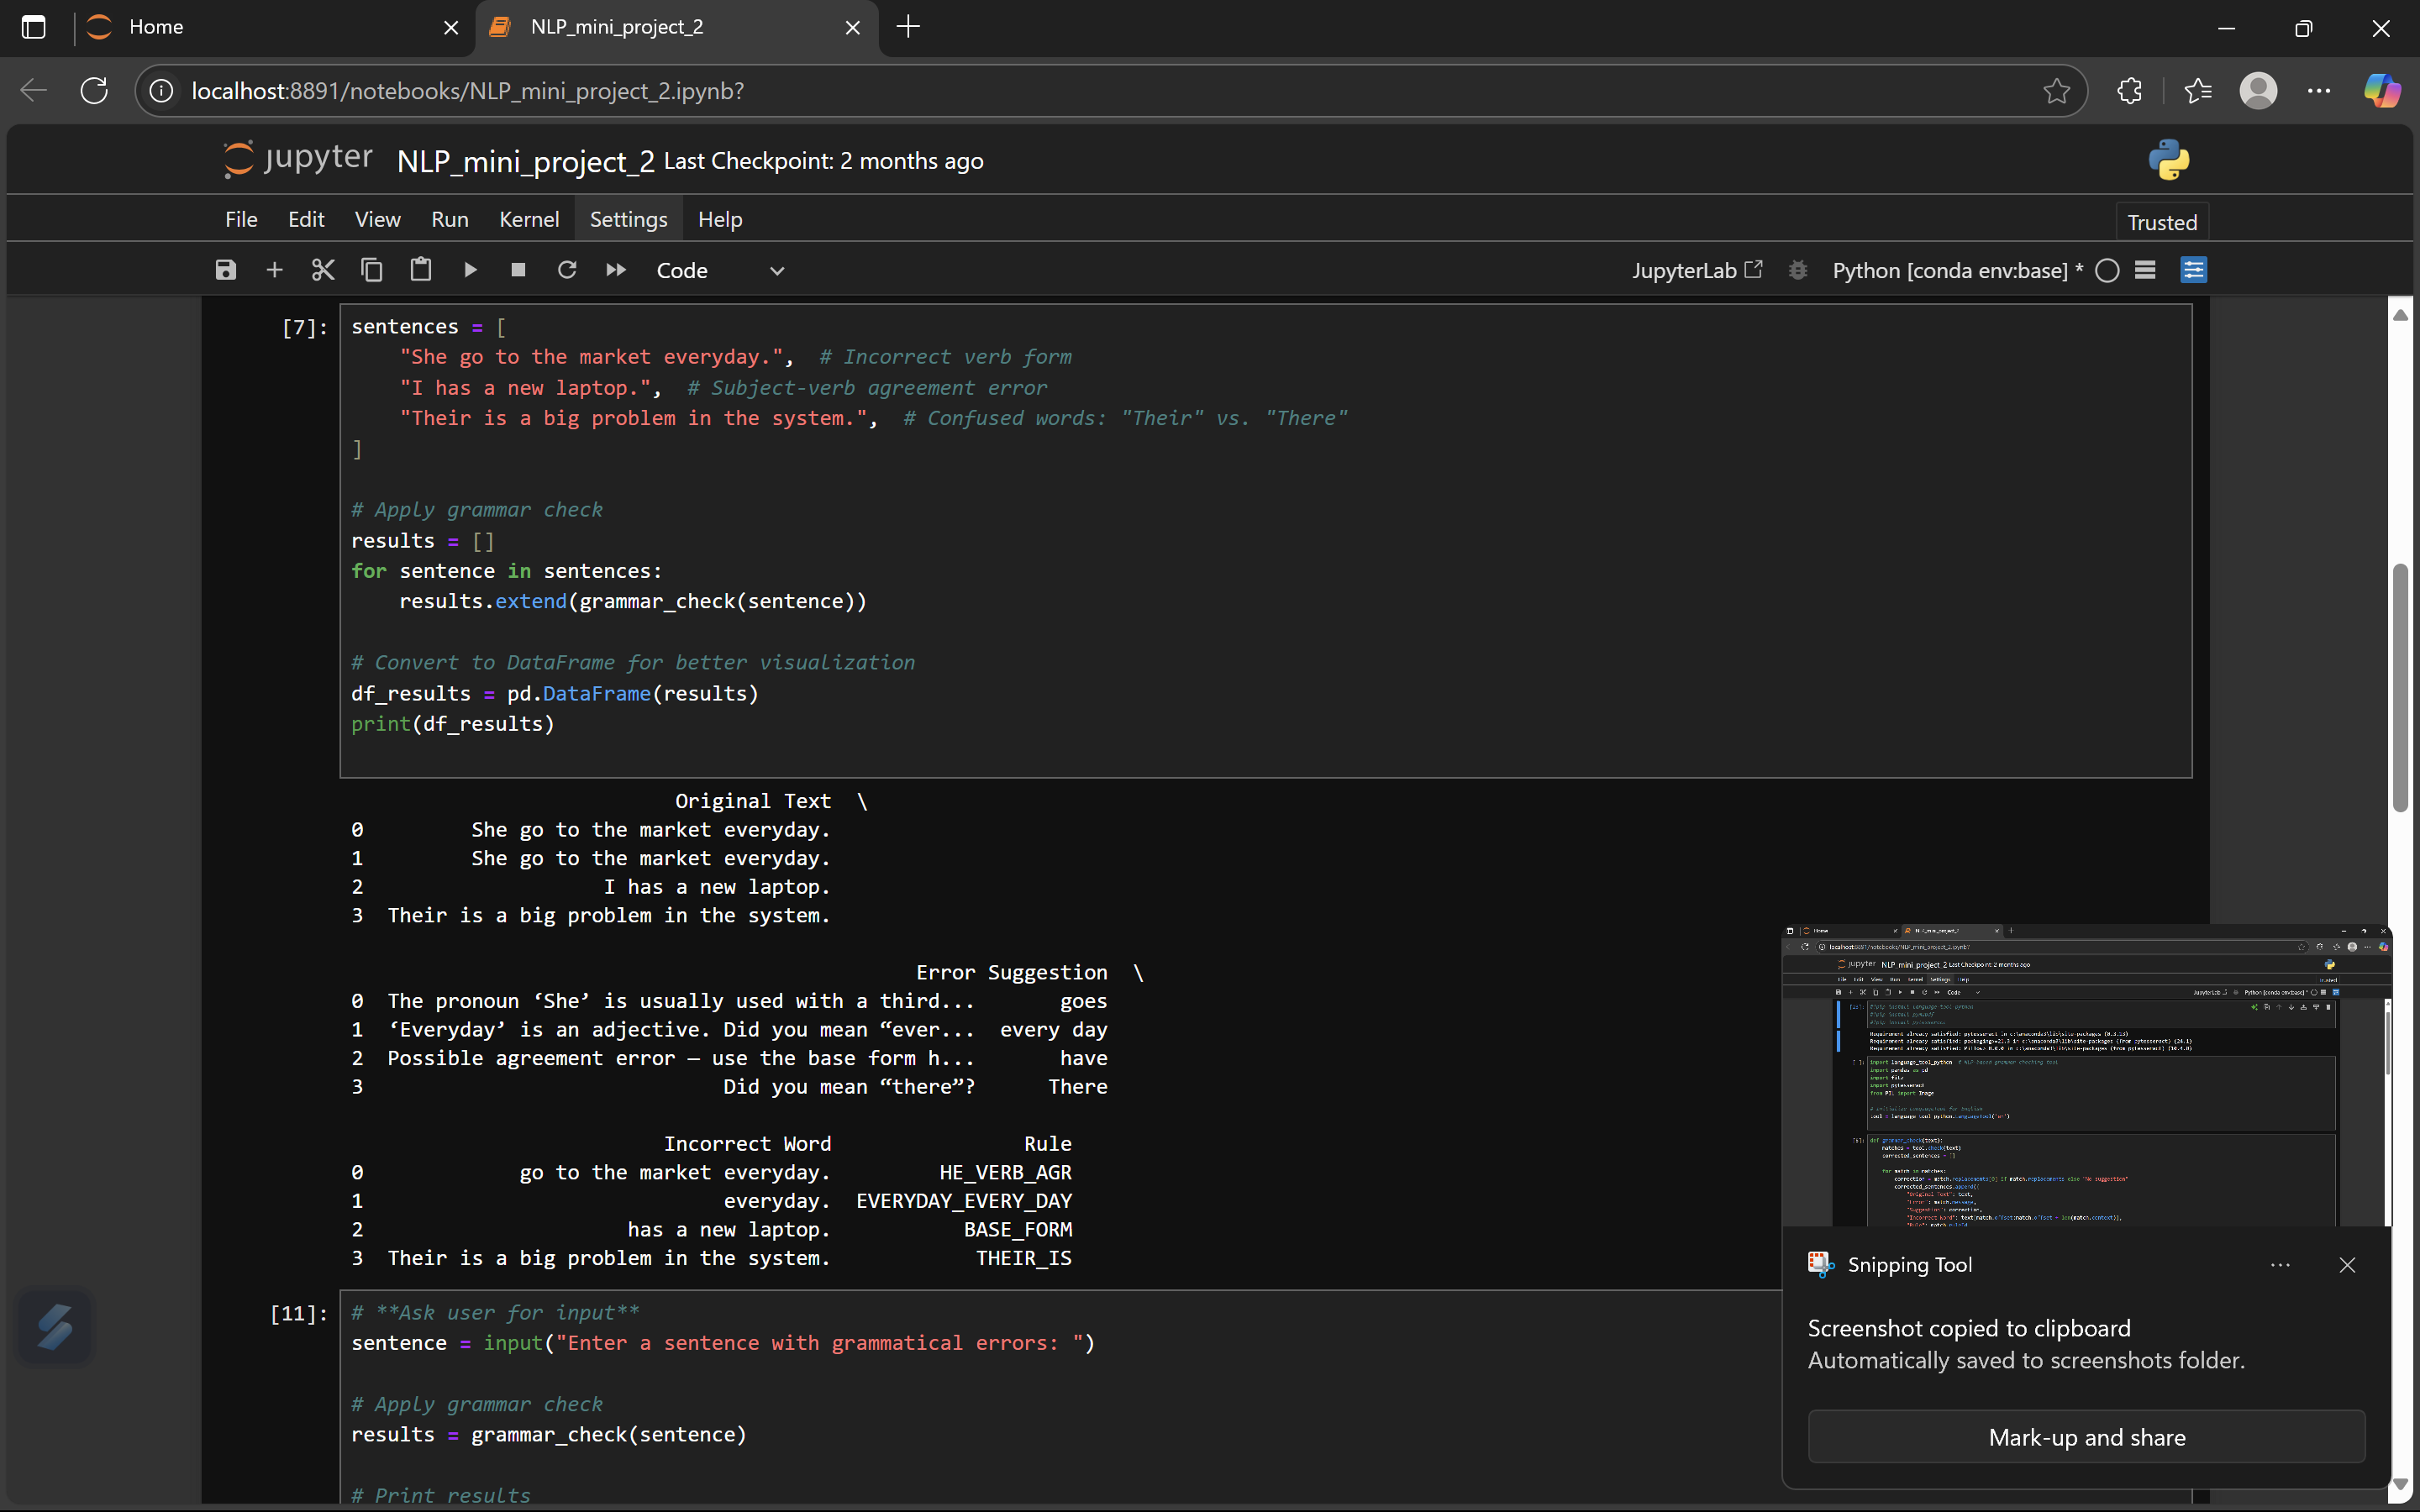 Home
NLP_mini_project_2
localhost:8891/notebooks/NLP_mini_project_2.ipynb?
jupyter NLP_mini_project_2 Last Checkpoint: 2 months ago
File Edit View Run Kernel Settings Help
Trusted
Code
JupyterLab Python [conda env:base] *
[7]: sentences = [
"She go to the market everyday.", # Incorrect verb form
"I has a new laptop.", # Subject-verb agreement error
"Their is a big problem in the system.", # Confused words: "Their" vs. "There"
]
# Apply grammar check
results = []
for sentence in sentences:
results.extend(grammar_check(sentence))
# Convert to DataFrame for better visualization
df_results = pd.DataFrame(results)
print(df_results)
Original Text \
0 She go to the market everyday.
1 She go to the market everyday.
2 I has a new laptop.
3 Their is a big problem in the system.
Error Suggestion \
0 The pronoun ‘She’ is usually used with a third... goes
1 ‘Everyday’ is an adjective. Did you mean “ever... every day
2 Possible agreement error — use the base form h... have
3 Did you mean “there”? There
Incorrect Word Rule
0 go to the market everyday. HE_VERB_AGR
1 everyday. EVERYDAY_EVERY_DAY
2 has a new laptop. BASE_FORM
3 Their is a big problem in the system. THEIR_IS
[11]: # **Ask user for input**
sentence = input("Enter a sentence with grammatical errors: ")
# Apply grammar check
results = grammar_check(sentence)
# Print results
Snipping Tool
Screenshot copied to clipboard
Automatically saved to screenshots folder.
Mark-up and share